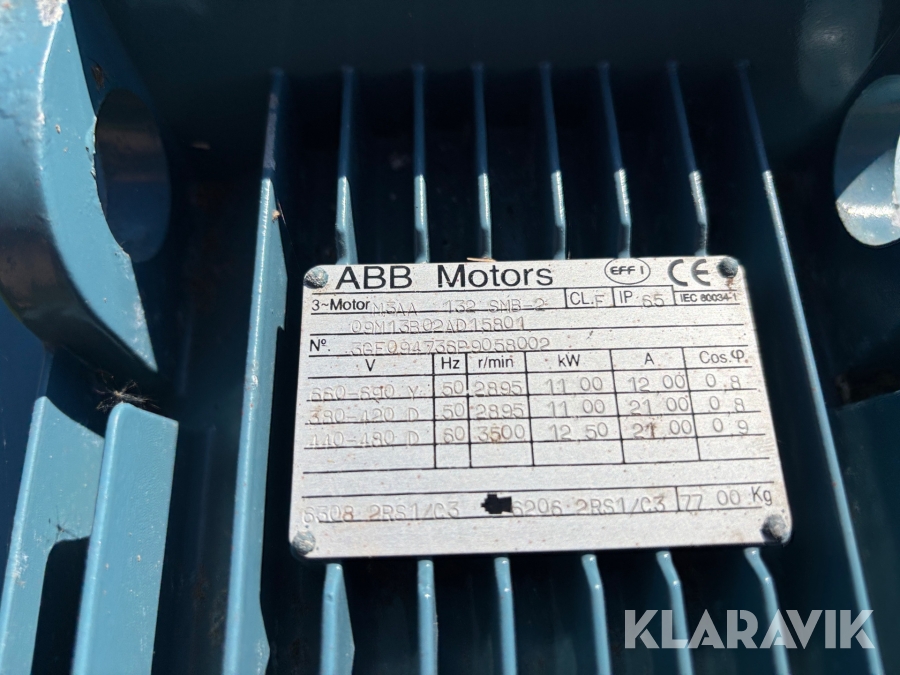 ABB Motors EFF 1 CE
3~Motor M3AA 132 SMB-2 CL.F IP 65 IEC 60034-1
09M13B02AD15801
Nº. 3GF09473SB9058002
V Hz r/min kW A Cos.φ
660-690 Y 50 2895 11.00 12.00 0,8
380-420 D 50 2895 11.00 21.00 0,8
440-480 D 60 3500 12.50 21.00 0,9
6308-2RS1/C3 6206-2RS1/C3 77.00 Kg
KLARAVIK